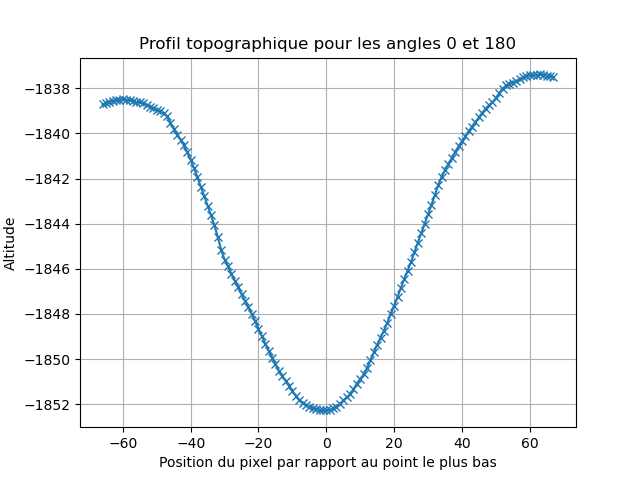 Profil topographique pour les angles 0 et 180
Altitude
−1838
−1840
−1842
−1844
−1846
−1848
−1850
−1852
−60 −40 −20 0 20 40 60
Position du pixel par rapport au point le plus bas